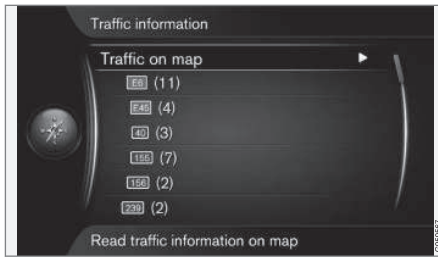 Traffic information
Traffic on map
E6 (11)
E45 (4)
40 (3)
155 (7)
156 (2)
239 (2)
Read traffic information on map
G050587